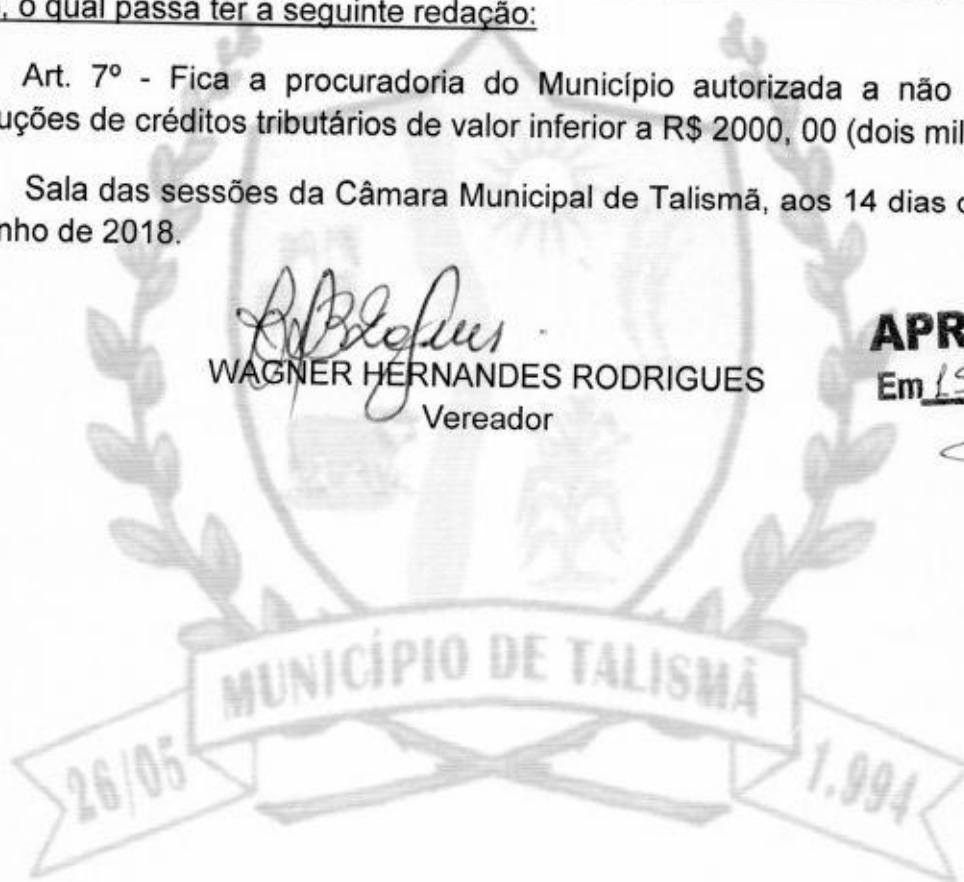 , o qual passa ter a seguinte redação:
Art. 7º - Fica a procuradoria do Município autorizada a não
uções de créditos tributários de valor inferior a R$ 2000, 00 (dois mil
Sala das sessões da Câmara Municipal de Talismã, aos 14 dias
nho de 2018.
WAGNER HERNANDES RODRIGUES
Vereador
APR
Em
MUNICÍPIO DE TALISMÃ
26/05
1.994